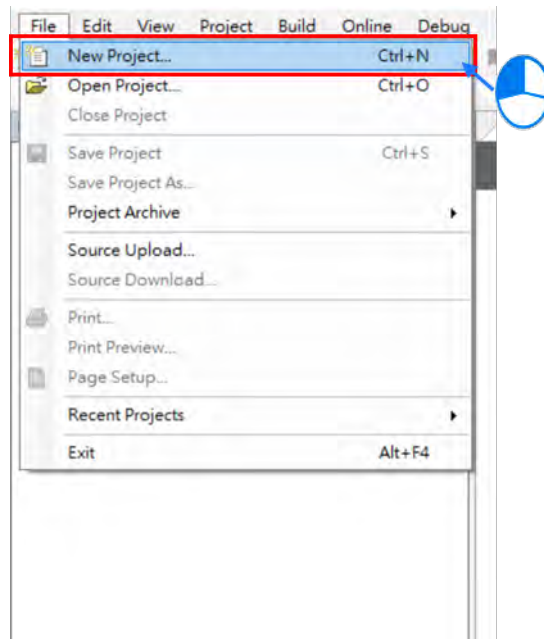 File Edit View Project Build Online Debug
New Project... Ctrl+N
Open Project... Ctrl+O
Close Project
Save Project Ctrl+S
Save Project As...
Project Archive
Source Upload...
Source Download...
Print...
Print Preview...
Page Setup...
Recent Projects
Exit Alt+F4